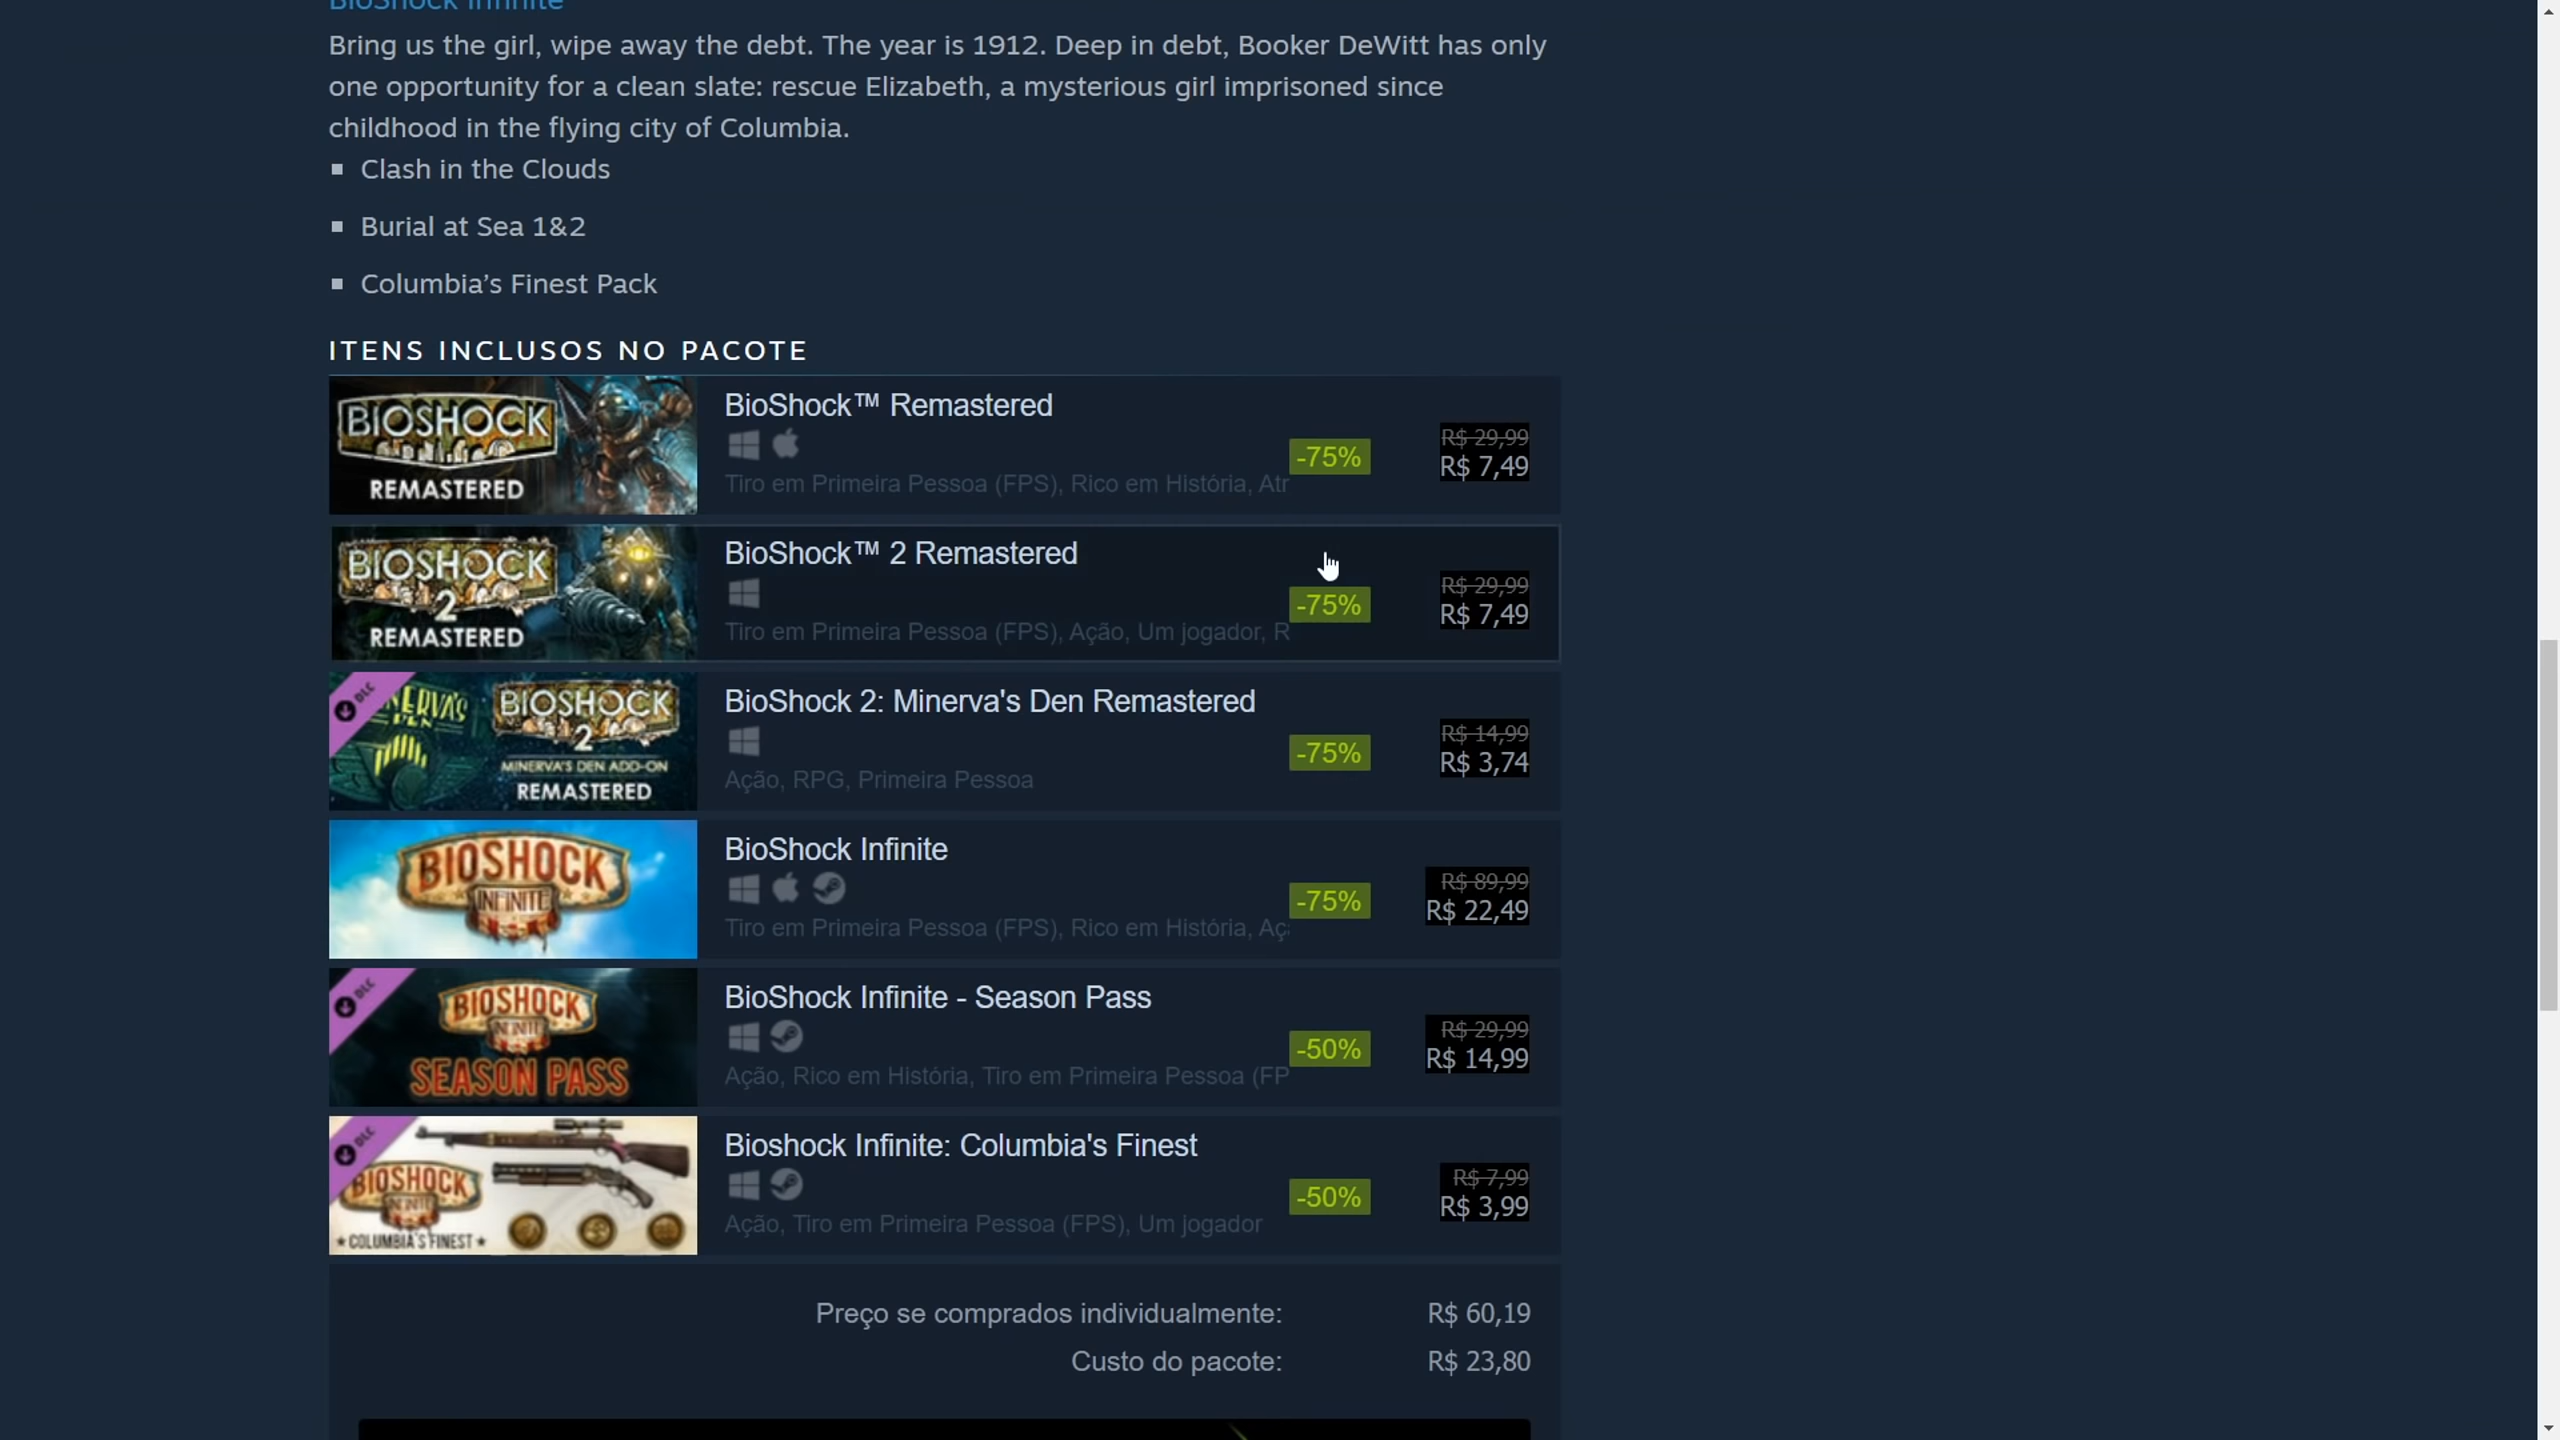 BioShock Infinite
Bring us the girl, wipe away the debt. The year is 1912. Deep in debt, Booker DeWitt has only
one opportunity for a clean slate: rescue Elizabeth, a mysterious girl imprisoned since
childhood in the flying city of Columbia.
Clash in the Clouds
Burial at Sea 1&2
Columbia’s Finest Pack
ITENS INCLUSOS NO PACOTE
BIOSHOCK
REMASTERED
BioShock™ Remastered
Tiro em Primeira Pessoa (FPS), Rico em História, Atr
-75%
R$ 29,99
R$ 7,49
BIOSHOCK
2
REMASTERED
BioShock™ 2 Remastered
Tiro em Primeira Pessoa (FPS), Ação, Um jogador, R
-75%
R$ 29,99
R$ 7,49
DLC
BIOSHOCK
2
MINERVA'S DEN ADD-ON
REMASTERED
BioShock 2: Minerva's Den Remastered
Ação, RPG, Primeira Pessoa
-75%
R$ 14,99
R$ 3,74
BIOSHOCK
INFINITE
BioShock Infinite
Tiro em Primeira Pessoa (FPS), Rico em História, Aç
-75%
R$ 89,99
R$ 22,49
DLC
BIOSHOCK
INFINITE
SEASON PASS
BioShock Infinite - Season Pass
Ação, Rico em História, Tiro em Primeira Pessoa (FP
-50%
R$ 29,99
R$ 14,99
DLC
BIOSHOCK
INFINITE
COLUMBIA'S FINEST
Bioshock Infinite: Columbia's Finest
Ação, Tiro em Primeira Pessoa (FPS), Um jogador
-50%
R$ 7,99
R$ 3,99
Preço se comprados individualmente: R$ 60,19
Custo do pacote: R$ 23,80